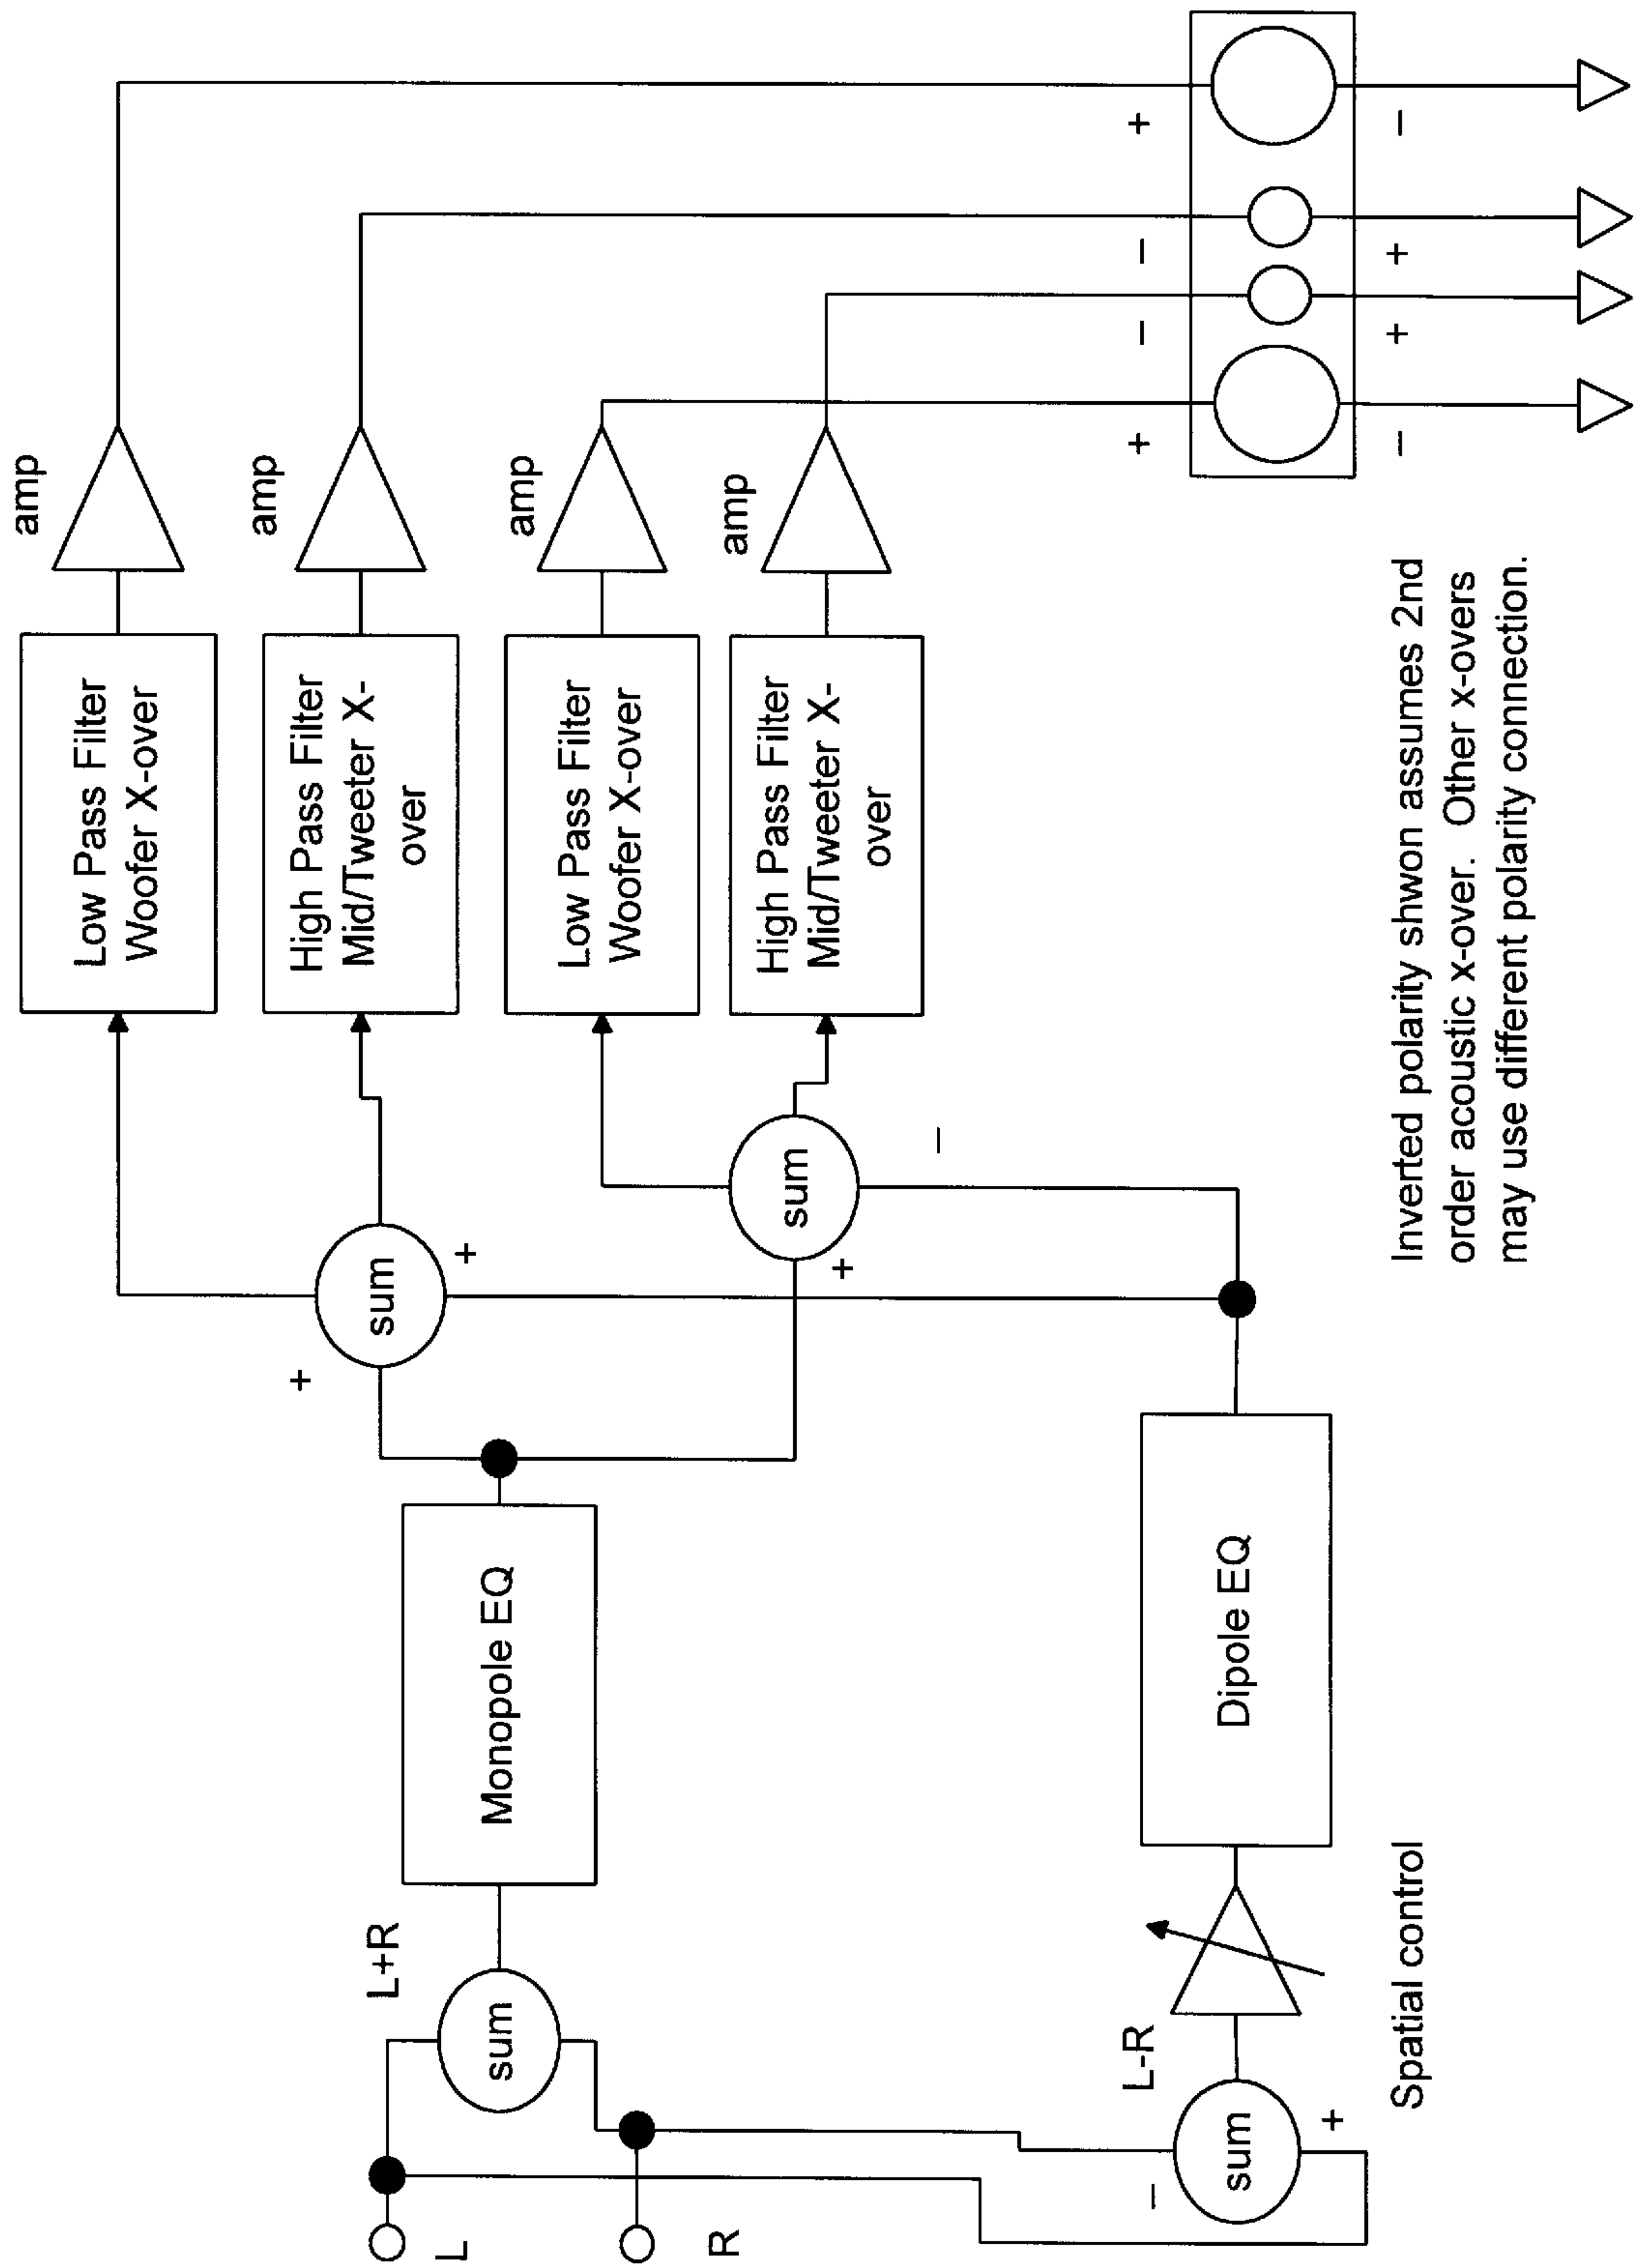 L
R
sum
L+R
Monopole EQ
+
sum
+
Low Pass Filter
Woofer X-over
amp
High Pass Filter
Mid/Tweeter X-
over
amp
Low Pass Filter
Woofer X-over
amp
High Pass Filter
Mid/Tweeter X-
over
amp
sum
+
−
−
sum
+
L-R
Spatial control
Dipole EQ
+ − − +
− + + −
Inverted polarity shwon assumes 2nd
order acoustic x-over. Other x-overs
may use different polarity connection.